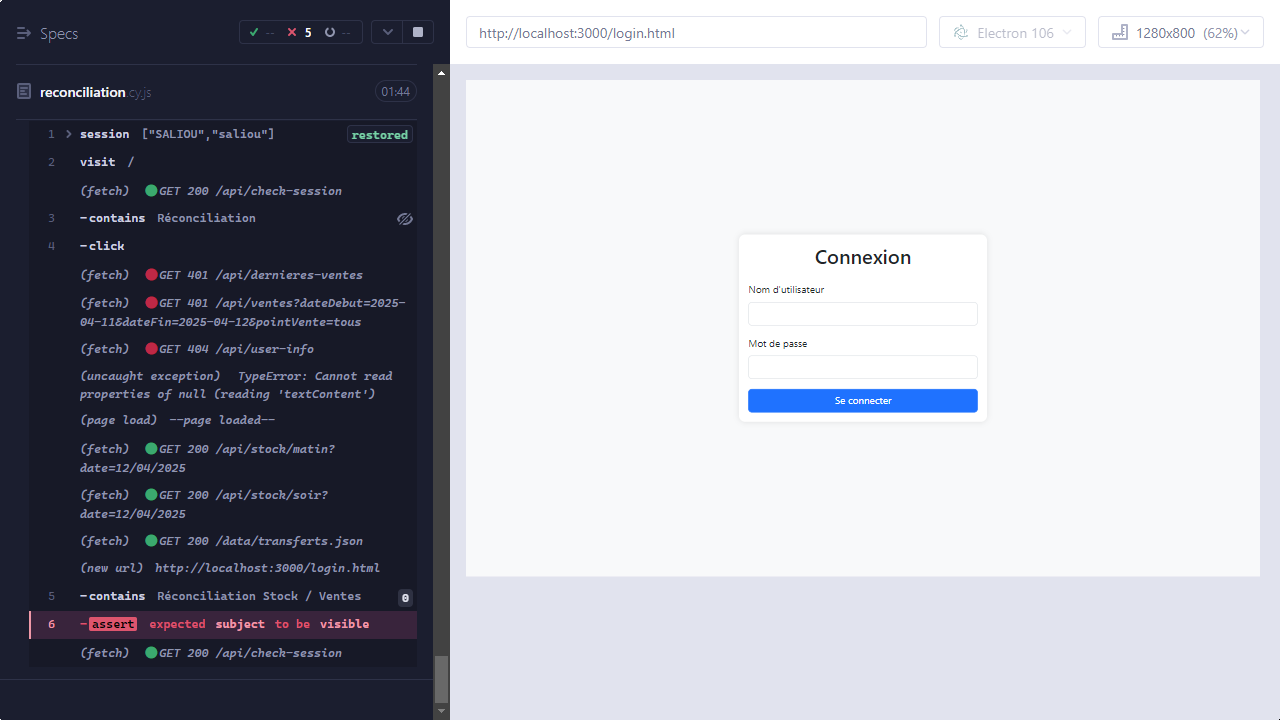 Specs
-- 5 --
http://localhost:3000/login.html
Electron 106
1280x800 (62%)
reconciliation.cy.js
01:44
1 session ["SALIOU","saliou"] restored
2 visit /
(fetch) GET 200 /api/check-session
3 -contains Réconciliation
4 -click
(fetch) GET 401 /api/dernieres-ventes
(fetch) GET 401 /api/ventes?dateDebut=2025-
04-11&dateFin=2025-04-12&pointVente=tous
(fetch) GET 404 /api/user-info
(uncaught exception) TypeError: Cannot read
properties of null (reading 'textContent')
(page load) --page loaded--
(fetch) GET 200 /api/stock/matin?
date=12/04/2025
(fetch) GET 200 /api/stock/soir?
date=12/04/2025
(fetch) GET 200 /data/transferts.json
(new url) http://localhost:3000/login.html
5 -contains Réconciliation Stock / Ventes 0
6 -assert expected subject to be visible
(fetch) GET 200 /api/check-session
Connexion
Nom d'utilisateur
Mot de passe
Se connecter